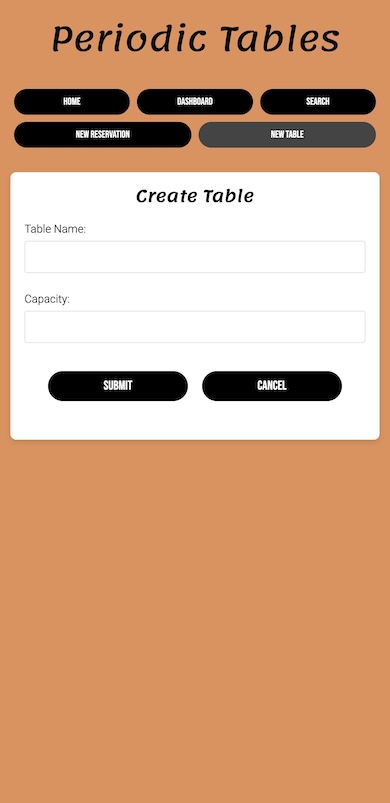 Periodic Tables
HOME DASHBOARD SEARCH
NEW RESERVATION NEW TABLE
Create Table
Table Name:
Capacity:
SUBMIT CANCEL